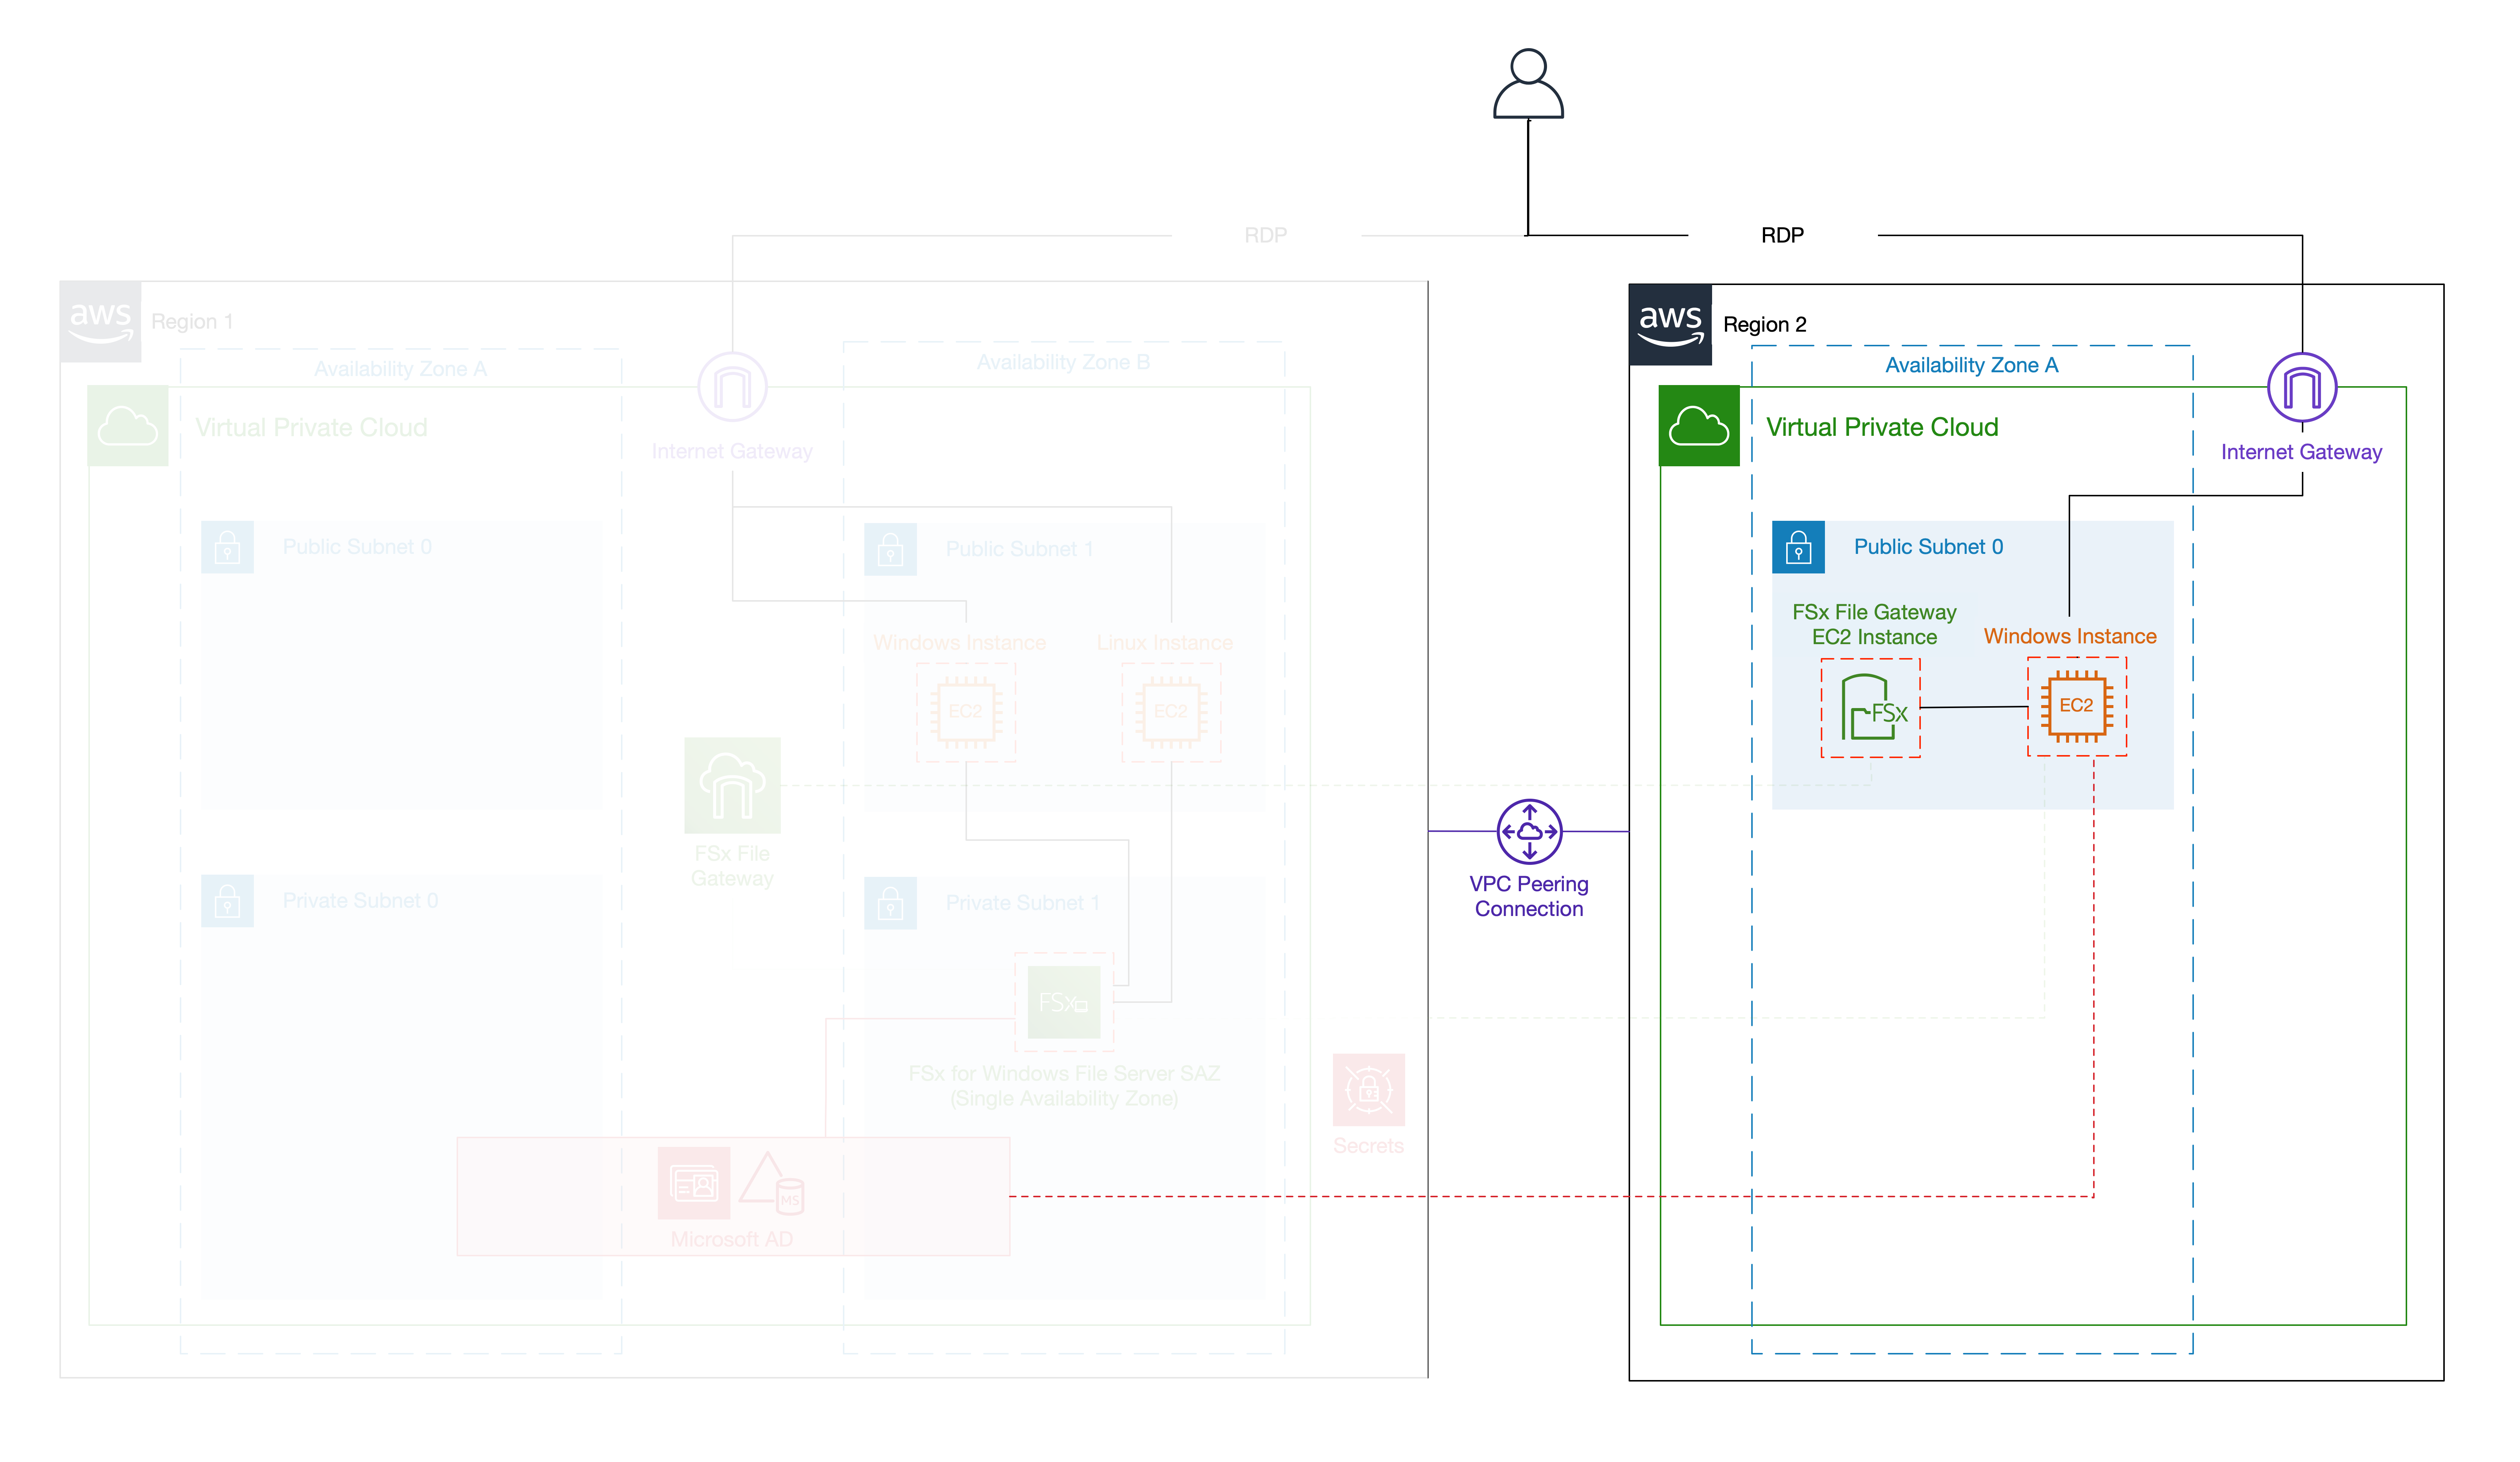 RDP
RDP
aws
Region 1
Availability Zone A
Availability Zone B
Virtual Private Cloud
Internet Gateway
Public Subnet 0
Public Subnet 1
Windows Instance
Linux Instance
EC2
EC2
FSx File
Gateway
Private Subnet 0
Private Subnet 1
FSx
FSx for Windows File Server SAZ
(Single Availability Zone)
Secrets
MS
Microsoft AD
VPC Peering
Connection
aws
Region 2
Availability Zone A
Virtual Private Cloud
Internet Gateway
Public Subnet 0
FSx File Gateway
EC2 Instance
Windows Instance
FSx
EC2